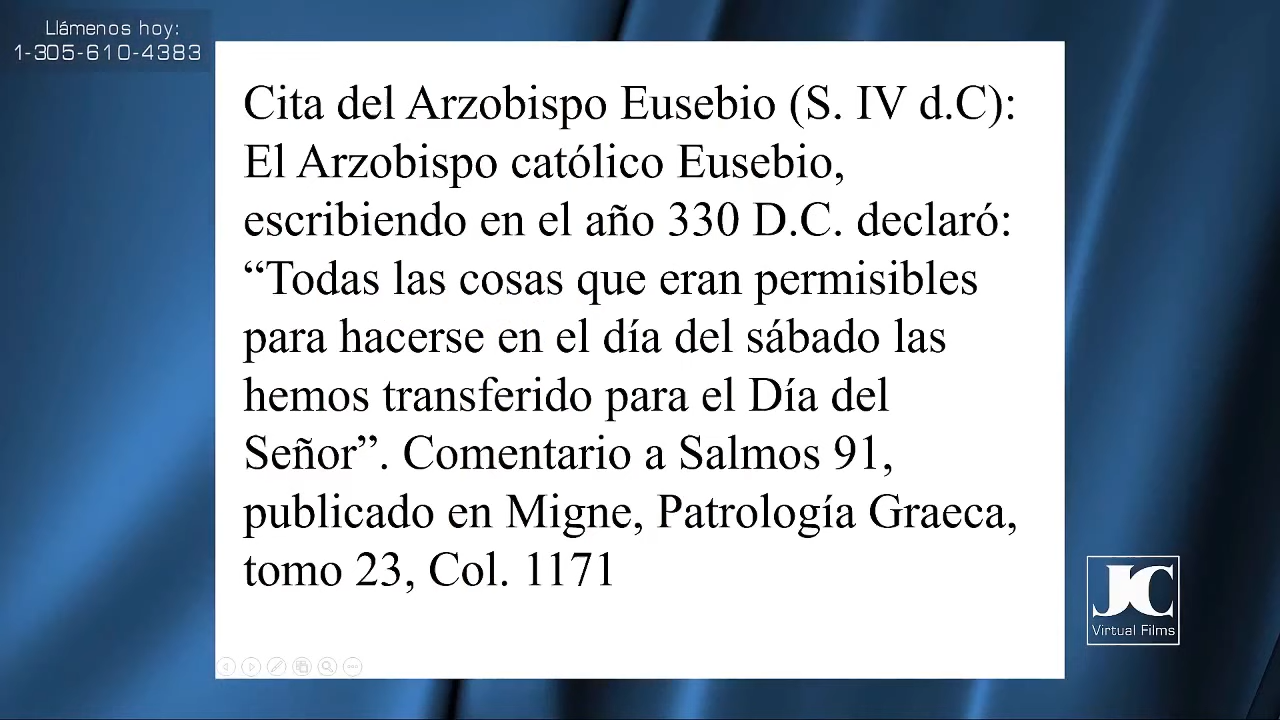 Llámenos hoy:
1-305-610-4383
Cita del Arzobispo Eusebio (S. IV d.C):
El Arzobispo católico Eusebio,
escribiendo en el año 330 D.C. declaró:
“Todas las cosas que eran permisibles
para hacerse en el día del sábado las
hemos transferido para el Día del
Señor”. Comentario a Salmos 91,
publicado en Migne, Patrología Graeca,
tomo 23, Col. 1171
JC
Virtual Films